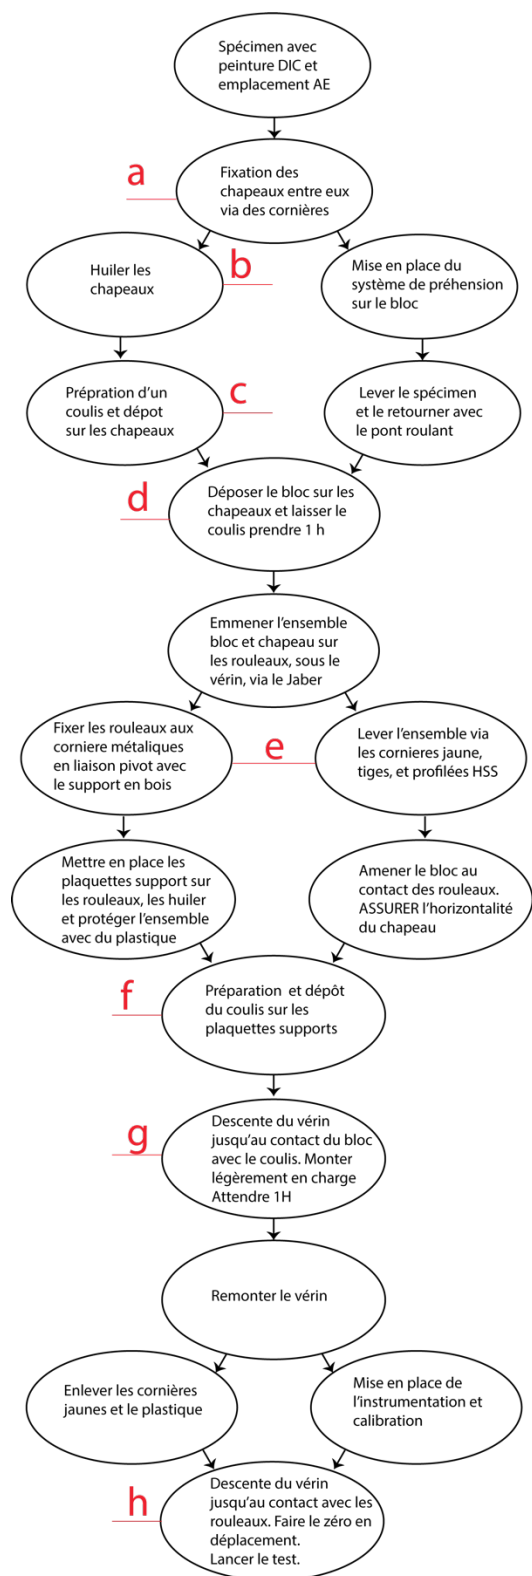 Spécimen avec
peinture DIC et
emplacement AE
a
Fixation des
chapeaux entre eux
via des cornières
Huiler les
chapeaux
b
Mise en place du
système de préhension
sur le bloc
Prépration d'un
coulis et dépot
sur les chapeaux
c
Lever le spécimen
et le retourner avec
le pont roulant
d
Déposer le bloc sur les
chapeaux et laisser le
coulis prendre 1 h
Emmener l'ensemble
bloc et chapeau sur
les rouleaux, sous le
vérin, via le Jaber
Fixer les rouleaux aux
corniere métaliques
en liaison pivot avec
le support en bois
e
Lever l'ensemble via
les cornieres jaune,
tiges, et profilées HSS
Mettre en place les
plaquettes support sur
les rouleaux, les huiler
et protéger l'ensemble
avec du plastique
Amener le bloc au
contact des rouleaux.
ASSURER l'horizontalité
du chapeau
f
Préparation et dépôt
du coulis sur les
plaquettes supports
g
Descente du vérin
jusqu'au contact du bloc
avec le coulis. Monter
légèrement en charge
Attendre 1H
Remonter le vérin
Enlever les cornières
jaunes et le plastique
Mise en place de
l'instrumentation et
calibration
h
Descente du vérin
jusqu'au contact avec les
rouleaux. Faire le zéro en
déplacement.
Lancer le test.